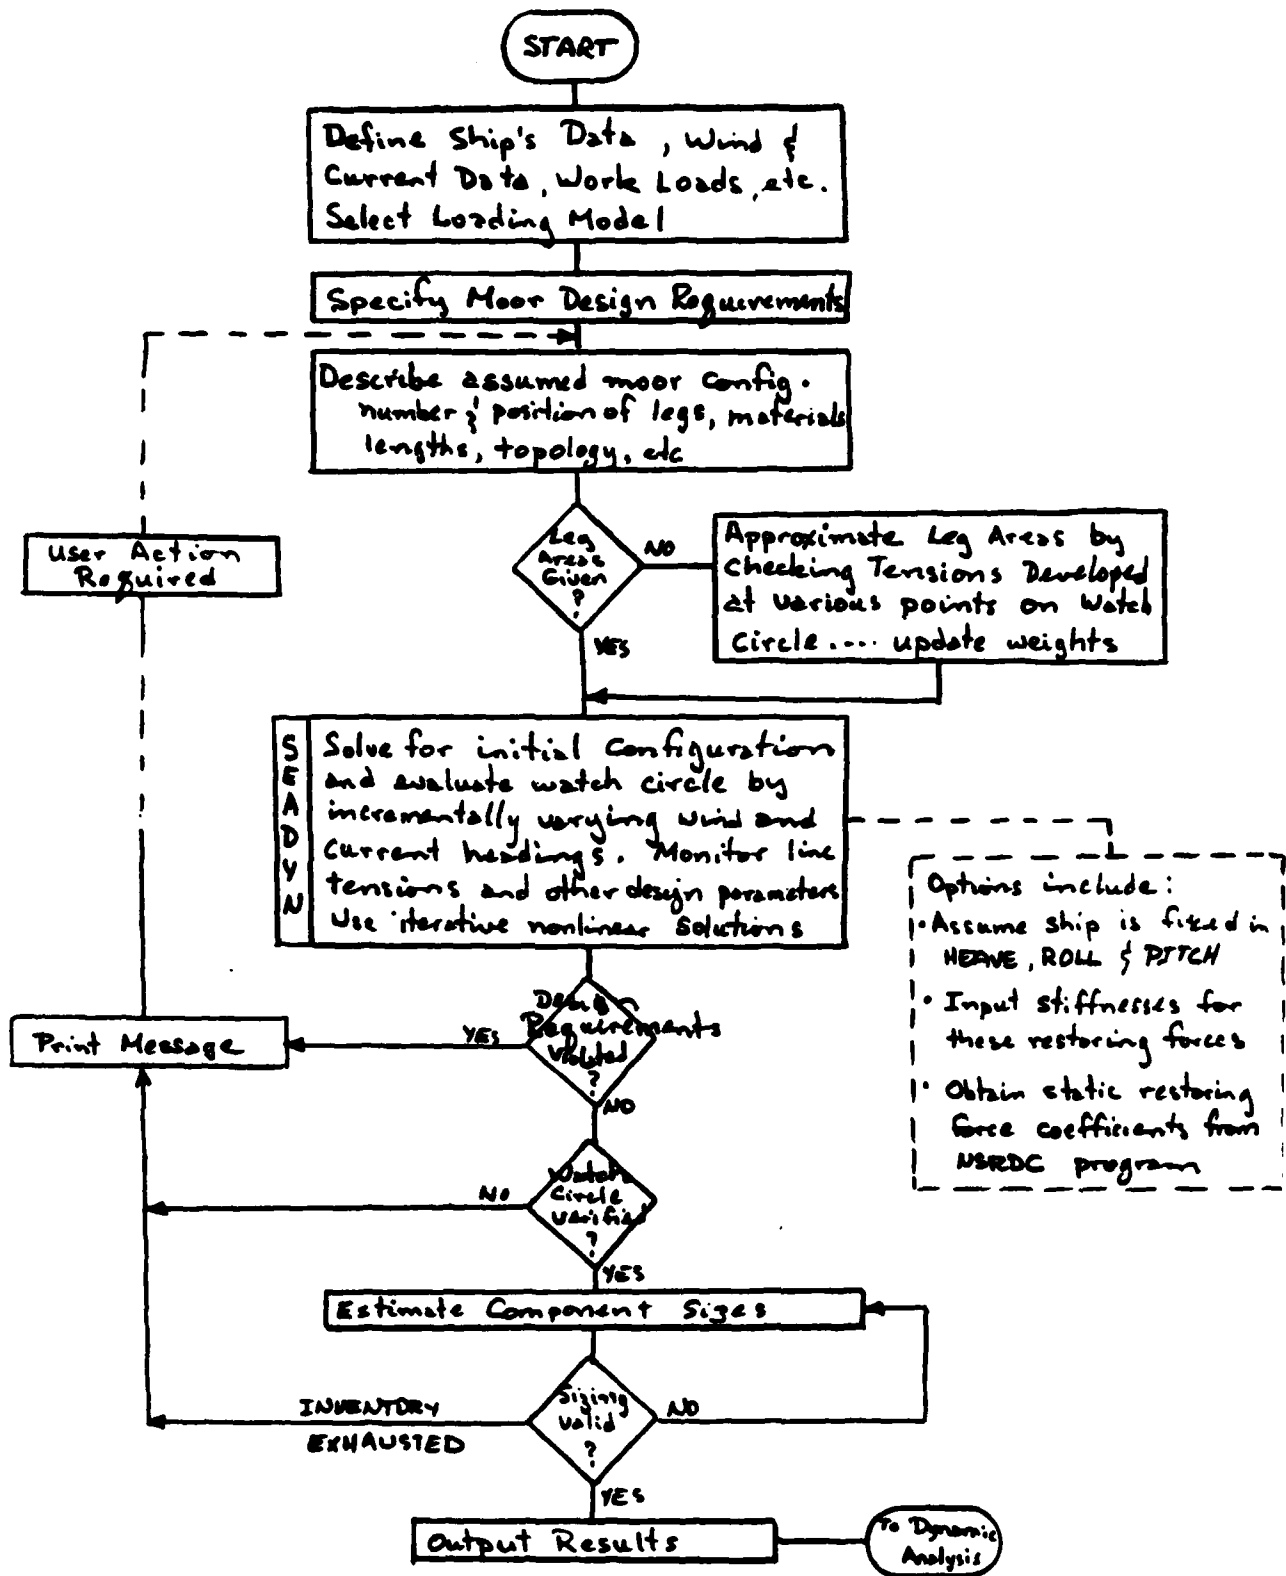 START
Define Ship's Data, Wind &
Current Data, Work Loads, etc.
Select Loading Model
Specify Moor Design Requirements
Describe assumed moor config.
number & position of legs, materials
lengths, topology, etc
User Action
Required
Leg
Areas
Given
?
NO
YES
Approximate Leg Areas by
Checking Tensions Developed
at various points on Watch
Circle.... update weights
SEADYN
Solve for initial configuration
and evaluate watch circle by
incrementally varying wind and
current headings. Monitor line
tensions and other design parameters
Use iterative nonlinear solutions
Options include:
• Assume ship is fixed in
HEAVE, ROLL & PITCH
• Input stiffnesses for
these restoring forces
• Obtain static restoring
force coefficients from
NSRDC program
Print Message
YES
Design
Requirements
Violated
?
NO
NO
Watch
Circle
Verified
?
YES
Estimate Component Sizes
INVENTORY
EXHAUSTED
Sizing
Valid
?
NO
YES
Output Results
To Dynamic
Analysis